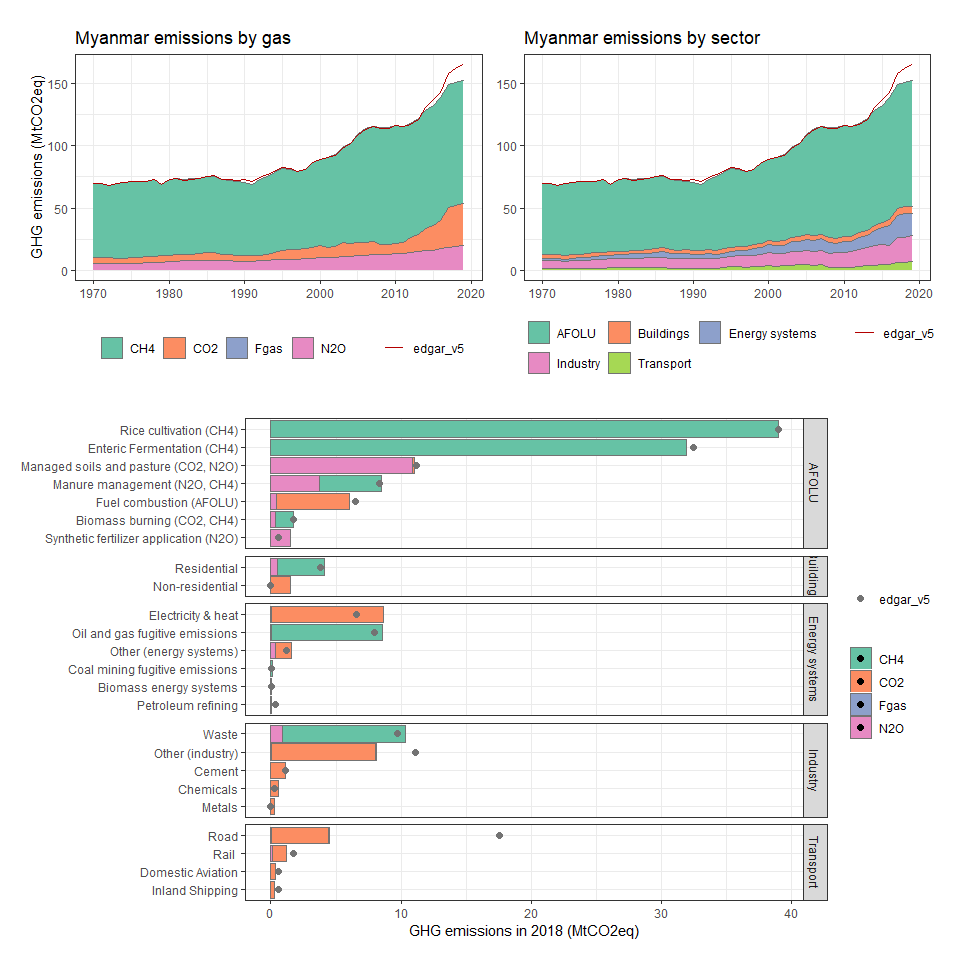 Myanmar emissions by gas
GHG emissions (MtCO2eq)
150
100
50
0
1970
1980
1990
2000
2010
2020
CH4
CO2
Fgas
N2O
edgar_v5
Myanmar emissions by sector
150
100
50
0
1970
1980
1990
2000
2010
2020
AFOLU
Buildings
Energy systems
edgar_v5
Industry
Transport
Rice cultivation (CH4)
Enteric Fermentation (CH4)
Managed soils and pasture (CO2, N2O)
Manure management (N2O, CH4)
Fuel combustion (AFOLU)
Biomass burning (CO2, CH4)
Synthetic fertilizer application (N2O)
AFOLU
Residential
Non-residential
uilding
Electricity & heat
Oil and gas fugitive emissions
Other (energy systems)
Coal mining fugitive emissions
Biomass energy systems
Petroleum refining
Energy systems
Waste
Other (industry)
Cement
Chemicals
Metals
Industry
Road
Rail
Domestic Aviation
Inland Shipping
Transport
0
10
20
30
40
GHG emissions in 2018 (MtCO2eq)
edgar_v5
CH4
CO2
Fgas
N2O